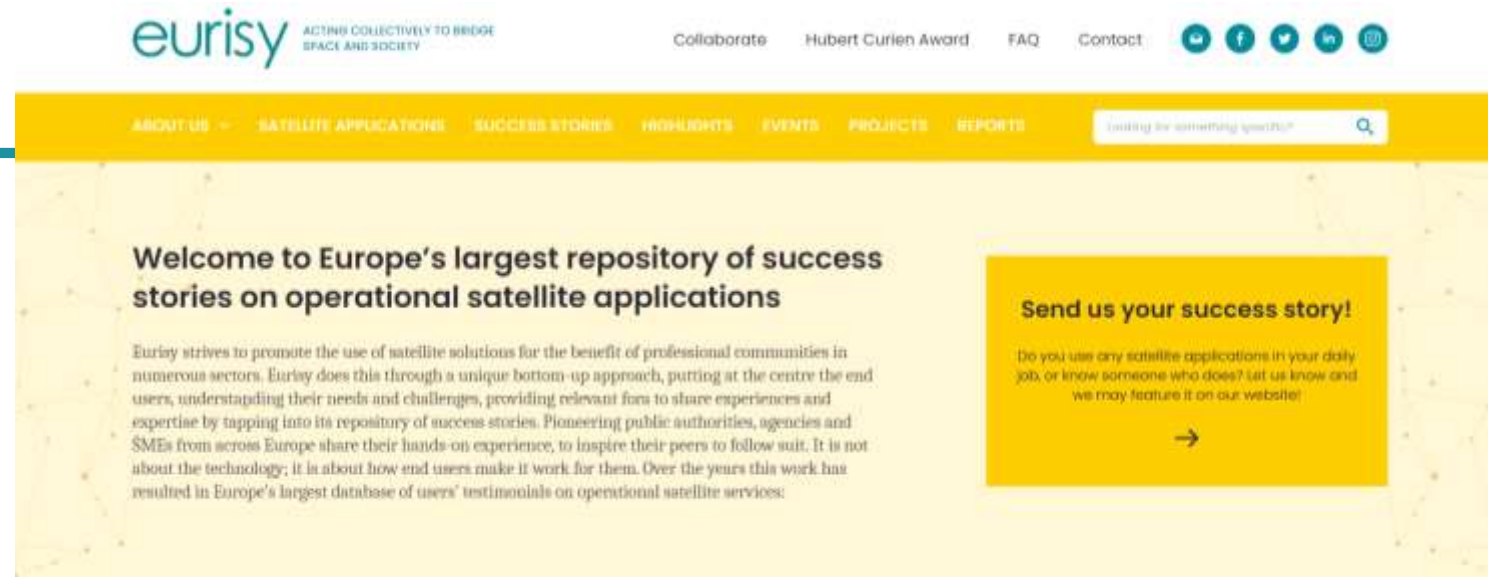 eurisy
ACTING COLLECTIVELY TO BRIDGE
SPACE AND SOCIETY
Collaborate Hubert Curien Award FAQ Contact
ABOUT US SATELLITE APPLICATIONS SUCCESS STORIES HIGHLIGHTS EVENTS PROJECTS REPORTS
Looking for something specific?
Welcome to Europe's largest repository of success
stories on operational satellite applications
Eurisy strives to promote the use of satellite solutions for the benefit of professional communities in
numerous sectors. Eurisy does this through a unique bottom-up approach, putting at the centre the end
users, understanding their needs and challenges, providing relevant fora to share experiences and
expertise by tapping into its repository of success stories. Pioneering public authorities, agencies and
SMEs from across Europe share their hands-on experience, to inspire their peers to follow suit. It is not
about the technology; it is about how end users make it work for them. Over the years this work has
resulted in Europe's largest database of users' testimonials on operational satellite services:
Send us your success story!
Do you use any satellite applications in your daily
job, or know someone who does? Let us know and
we may feature it on our website!